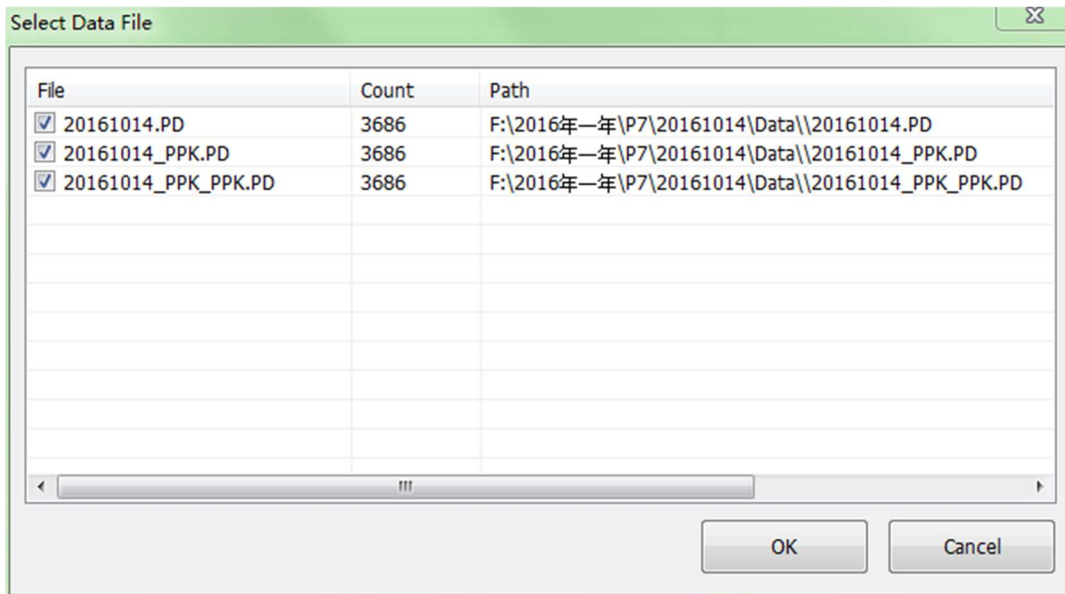 Select Data File
File Count Path
20161014.PD 3686 F:\2016年一年\P7\20161014\Data\\20161014.PD
20161014_PPK.PD 3686 F:\2016年一年\P7\20161014\Data\\20161014_PPK.PD
20161014_PPK_PPK.PD 3686 F:\2016年一年\P7\20161014\Data\\20161014_PPK_PPK.PD
OK Cancel